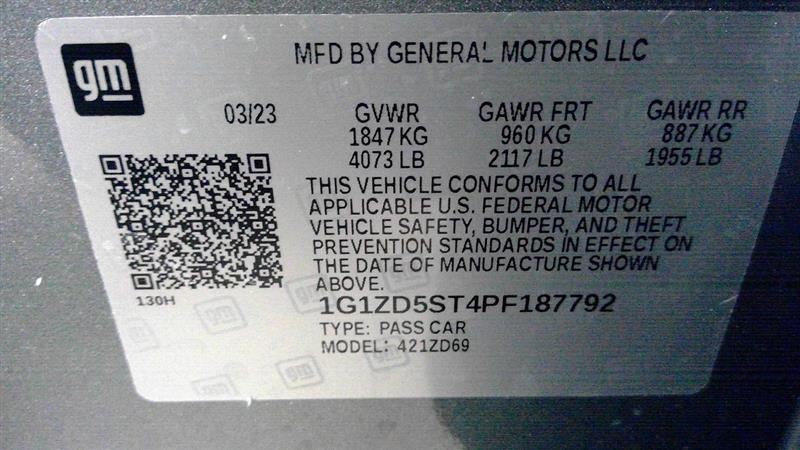 gm
MFD BY GENERAL MOTORS LLC
03/23 GVWR GAWR FRT GAWR RR
1847 KG 960 KG 887 KG
4073 LB 2117 LB 1955 LB
THIS VEHICLE CONFORMS TO ALL
APPLICABLE U.S. FEDERAL MOTOR
VEHICLE SAFETY, BUMPER, AND THEFT
PREVENTION STANDARDS IN EFFECT ON
THE DATE OF MANUFACTURE SHOWN
ABOVE.
130H
1G1ZD5ST4PF187792
TYPE: PASS CAR
MODEL: 421ZD69